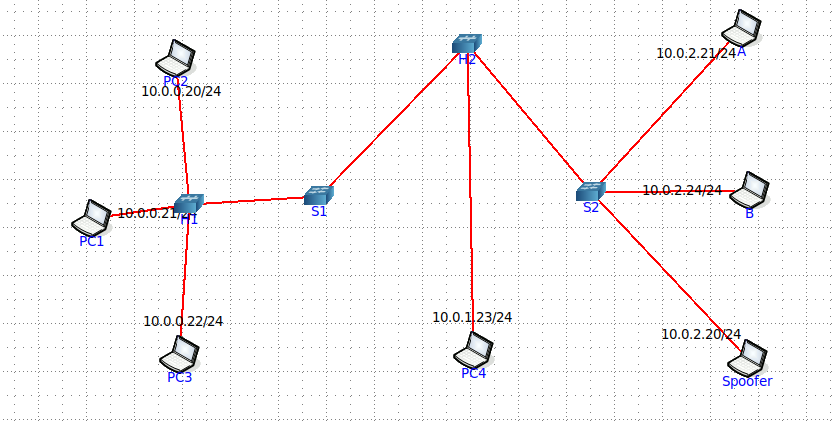 A
10.0.2.21/24
H2
PC2
10.0.0.20/24
10.0.2.24/24
B
S2
10.0.0.21/24
H1
S1
PC1
10.0.0.22/24
10.0.1.23/24
10.0.2.20/24
PC3
PC4
Spoofer